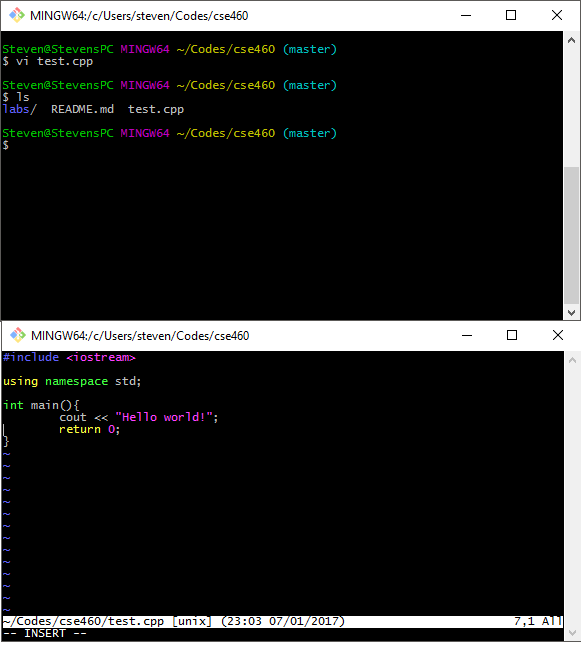 MINGW64:/c/Users/steven/Codes/cse460
Steven@StevensPC MINGW64 ~/Codes/cse460 (master)
$ vi test.cpp
Steven@StevensPC MINGW64 ~/Codes/cse460 (master)
$ ls
labs/  README.md  test.cpp
Steven@StevensPC MINGW64 ~/Codes/cse460 (master)
$
MINGW64:/c/Users/steven/Codes/cse460
#include <iostream>
using namespace std;
int main(){
        cout << "Hello world!";
        return 0;
}
~
~
~
~
~
~
~
~
~
~
~
~
~
~
~/Codes/cse460/test.cpp [unix] (23:03 07/01/2017) 7,1 All
-- INSERT --